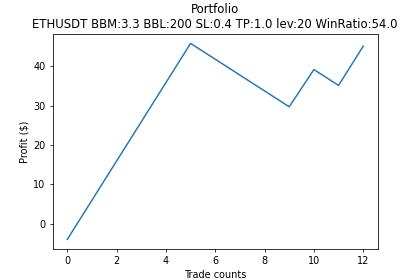 Portfolio
ETHUSDT BBM:3.3 BBL:200 SL:0.4 TP:1.0 lev:20 WinRatio:54.0
40
30
20
10
0
Profit ($)
0 2 4 6 8 10 12
Trade counts